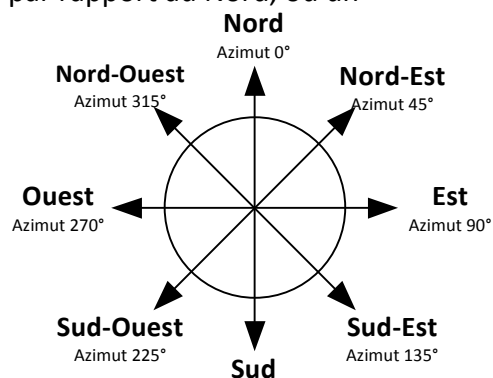 par rapport au Nord, ou un
Nord
Azimut 0°
Nord-Ouest
Azimut 315°
Nord-Est
Azimut 45°
Ouest
Azimut 270°
Est
Azimut 90°
Sud-Ouest
Azimut 225°
Sud-Est
Azimut 135°
Sud